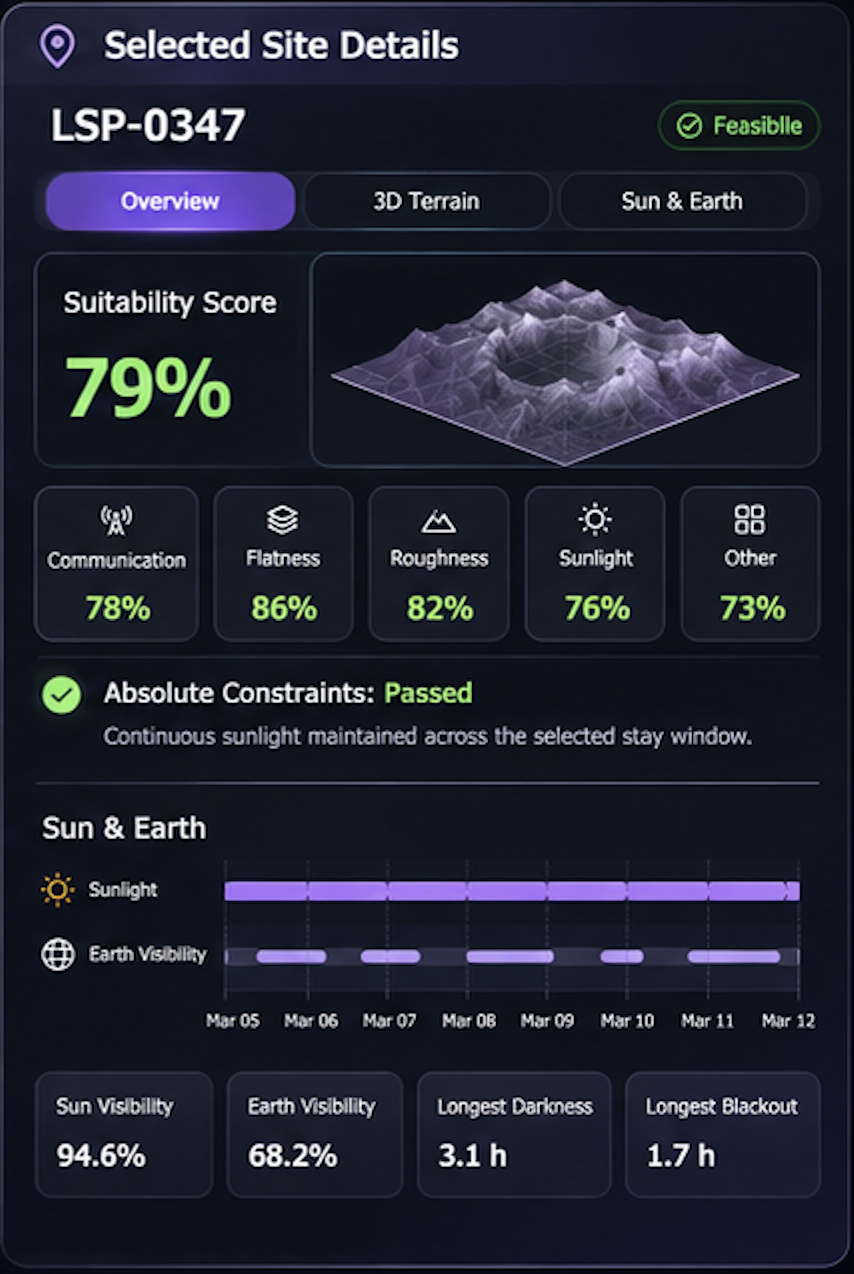 Selected Site Details
LSP-0347
Feasiblle
Overview 3D Terrain Sun & Earth
Suitability Score
79%
Communication Flatness Roughness Sunlight Other
78% 86% 82% 76% 73%
Absolute Constraints: Passed
Continuous sunlight maintained across the selected stay window.
Sun & Earth
Sunlight
Earth Visibility
Mar 05 Mar 06 Mar 07 Mar 08 Mar 09 Mar 10 Mar 11 Mar 12
Sun Visibility Earth Visibility Longest Darkness Longest Blackout
94.6% 68.2% 3.1 h 1.7 h